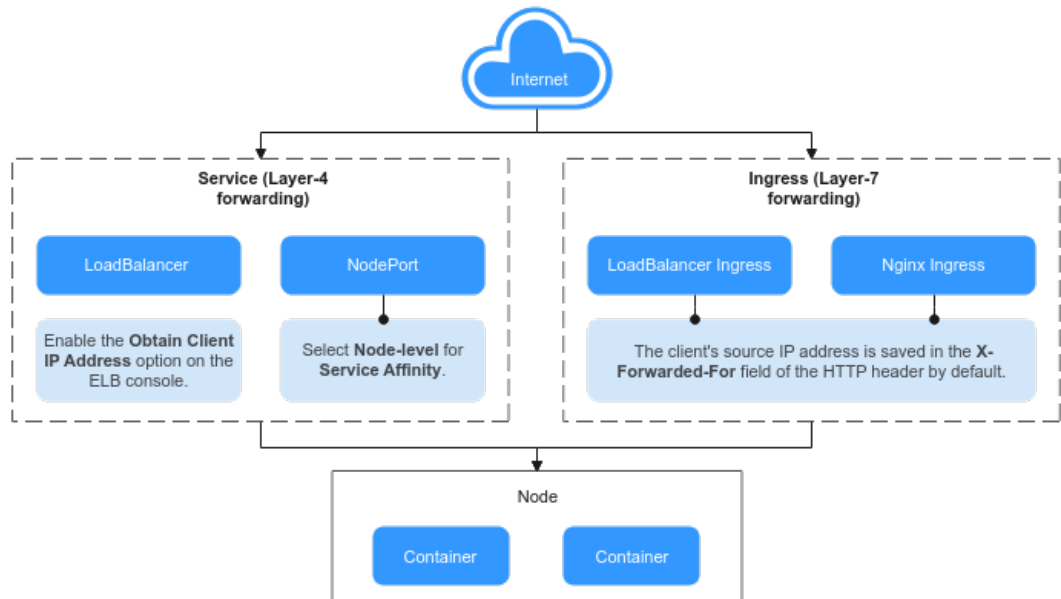 Internet
Service (Layer-4
forwarding)
Ingress (Layer-7
forwarding)
LoadBalancer
NodePort
LoadBalancer Ingress
Nginx Ingress
Enable the Obtain Client
IP Address option on the
ELB console.
Select Node-level for
Service Affinity.
The client's source IP address is saved in the X-
Forwarded-For field of the HTTP header by default.
Node
Container
Container